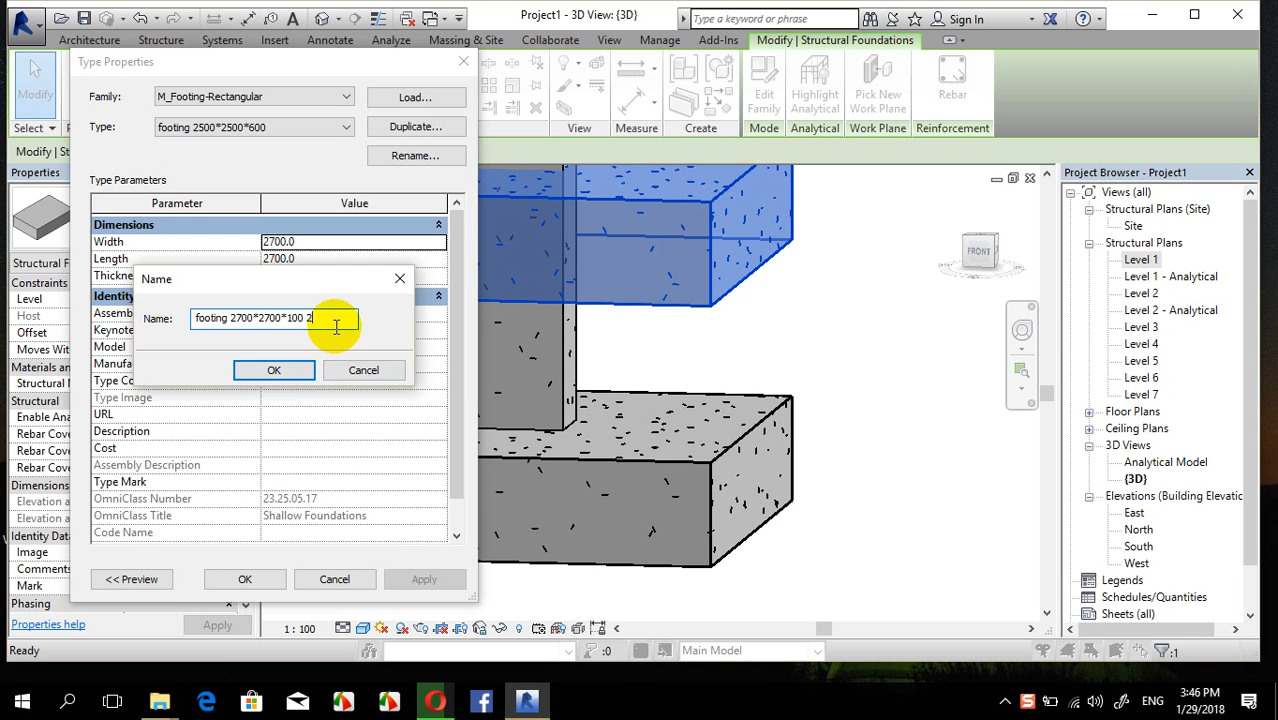 Project1 - 3D View: {3D}
Type a keyword or phrase
Sign In
Architecture Structure Systems Insert Annotate Analyze Massing & Site Collaborate View Manage Add-Ins Modify | Structural Foundations
Modify
Select
View
Measure
Create
Edit Family
Mode
Highlight Analytical
Analytical
Pick New Work Plane
Work Plane
Rebar
Reinforcement
Type Properties
Family:
M_Footing-Rectangular
Load...
Type:
footing 2500*2500*600
Duplicate...
Rename...
Type Parameters
Parameter Value
Dimensions
Width 2700.0
Length 2700.0
Name
Name: footing 2700*2700*100 2
OK Cancel
Type Image
URL
Description
Cost
Assembly Description
Type Mark
OmniClass Number 23.25.05.17
OmniClass Title Shallow Foundations
Code Name
<< Preview OK Cancel Apply
Modify | St
Properties
Structural F
Constraints
Level
Host
Offset
Moves With
Materials an
Structural M
Structural
Enable Ana
Rebar Cove
Rebar Cove
Rebar Cove
Dimensions
Elevation a
Elevation a
Identity Dat
Image
Comments
Mark
Phasing
Properties help Apply
FRONT
Project Browser - Project1
Views (all)
Structural Plans (Site)
Site
Structural Plans
Level 1
Level 1 - Analytical
Level 2
Level 2 - Analytical
Level 3
Level 4
Level 5
Level 6
Level 7
Floor Plans
Ceiling Plans
3D Views
Analytical Model
{3D}
Elevations (Building Elevatic
East
North
South
West
Legends
Schedules/Quantities
Sheets (all)
1 : 100
Ready
:0
Main Model
:1
ENG
3:46 PM
1/29/2018